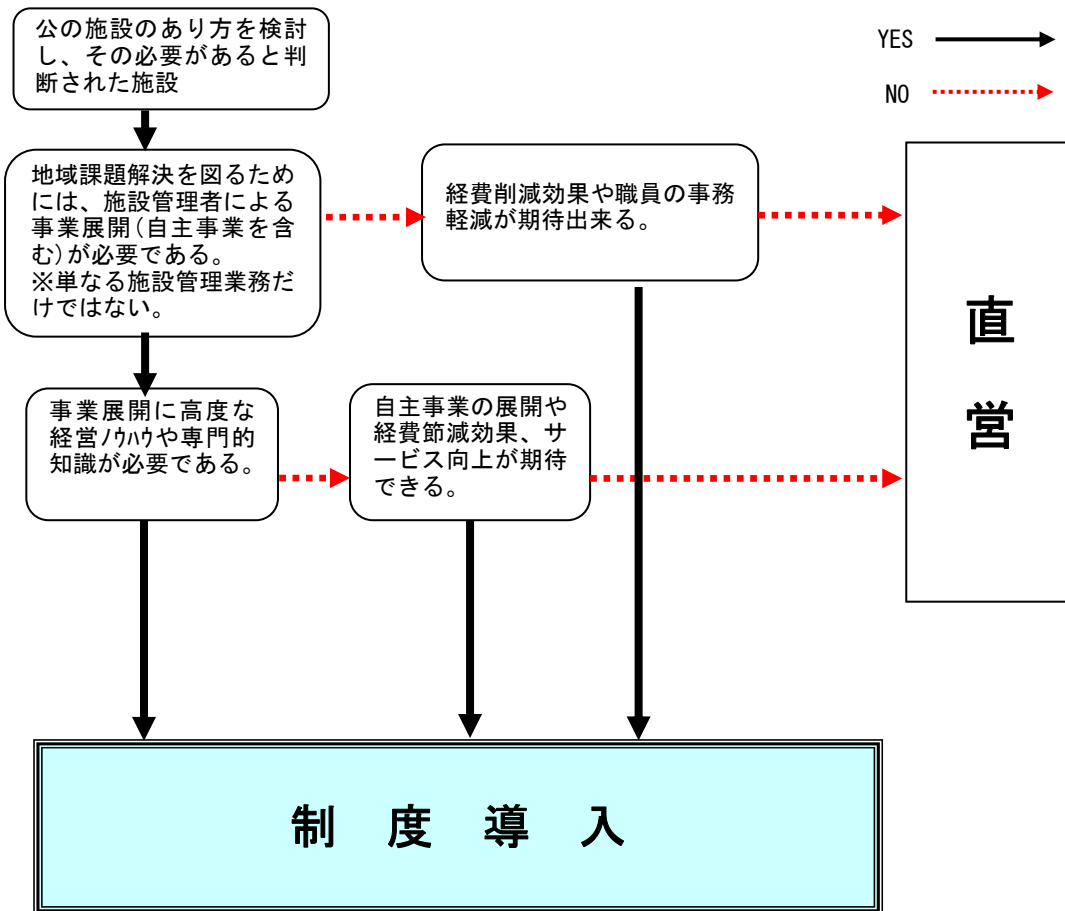 公の施設のあり方を検討
し、その必要があると判
断された施設
YES
NO
地域課題解決を図るため
には、施設管理者による
事業展開(自主事業を含
む)が必要である。
※単なる施設管理業務だ
けではない。
経費削減効果や職員の事務
軽減が期待出来る。
直
営
事業展開に高度な
経営ﾉｳﾊｳや専門的
知識が必要である。
自主事業の展開や
経費節減効果、サ
ービス向上が期待
できる。
制 度 導 入